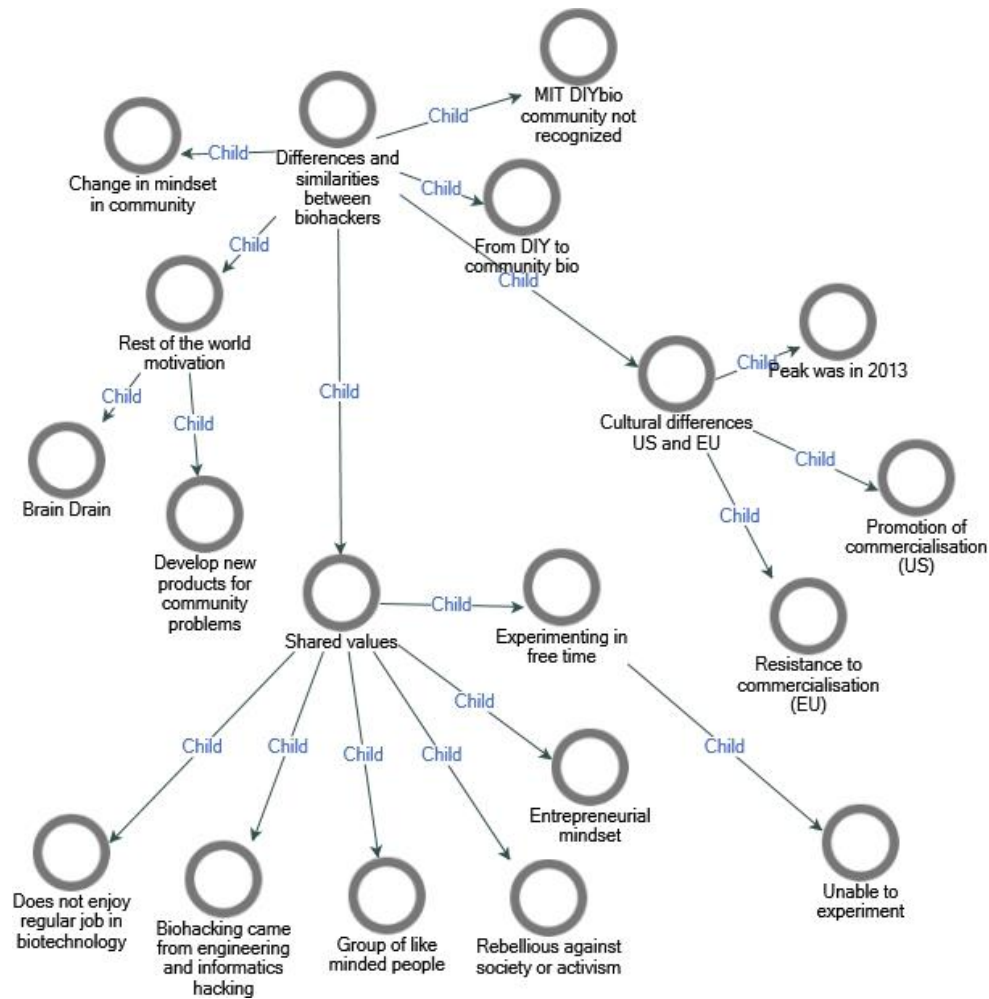 MIT DIYbio
community not
recognized
Child
Differences and
similarities
between
biohackers
Child
Change in mindset
in community
Child
From DIY to
community bio
Child
Child
Rest of the world
motivation
Child
Peak was in 2013
Child
Brain Drain
Child
Develop new
products for
community
problems
Child
Cultural differences
US and EU
Child
Promotion of
commercialisation
(US)
Child
Resistance to
commercialisation
(EU)
Shared values
Child
Experimenting in
free time
Child
Child
Child
Child
Child
Child
Entrepreneurial
mindset
Does not enjoy
regular job in
biotechnology
Biohacking came
from engineering
and informatics
hacking
Group of like
minded people
Rebellious against
society or activism
Unable to
experiment